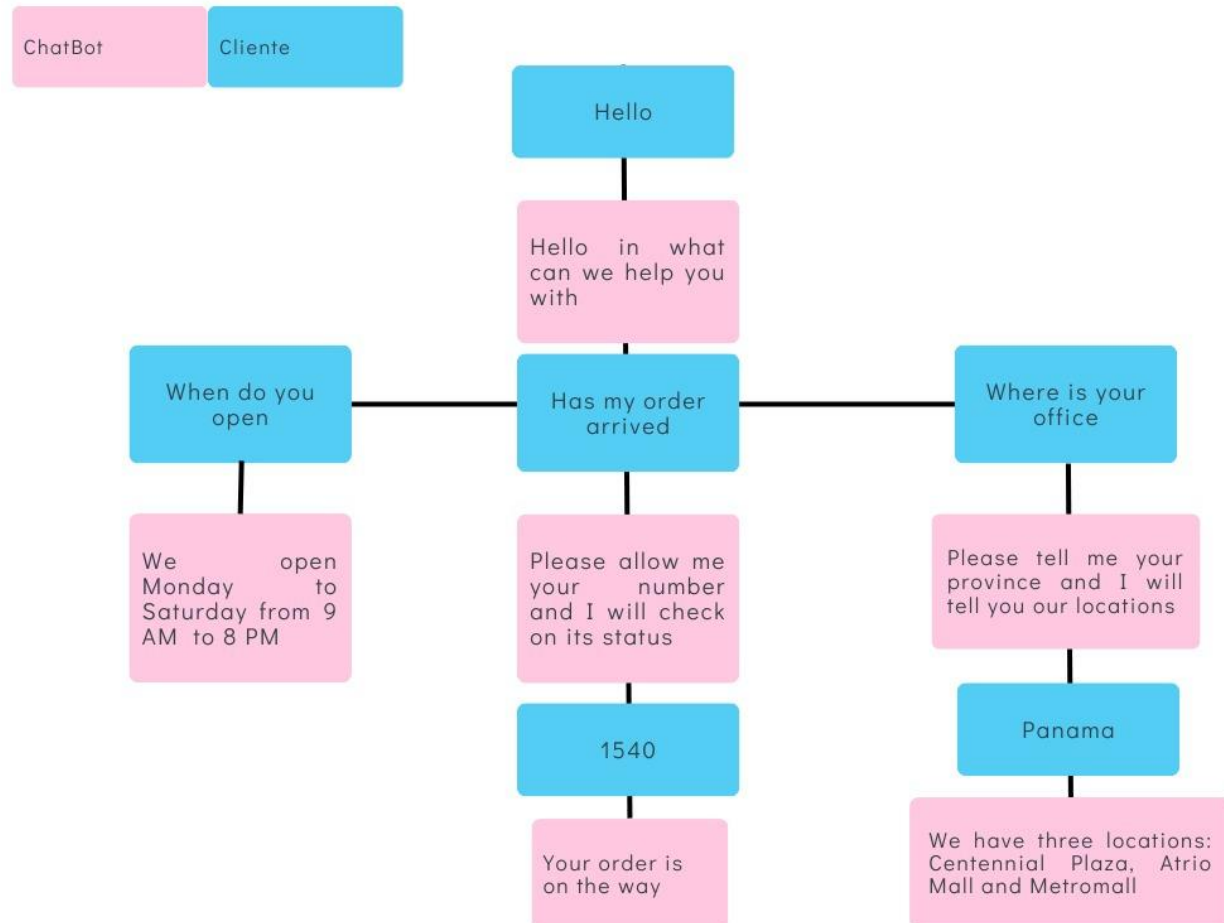 ChatBot
Cliente
Hello
Hello in what
can we help you
with
When do you
open
Has my order
arrived
Where is your
office
We open
Monday to
Saturday from 9
AM to 8 PM
Please allow me
your number
and I will check
on its status
Please tell me your
province and I will
tell you our locations
1540
Panama
Your order is
on the way
We have three locations:
Centennial Plaza, Atrio
Mall and Metromall